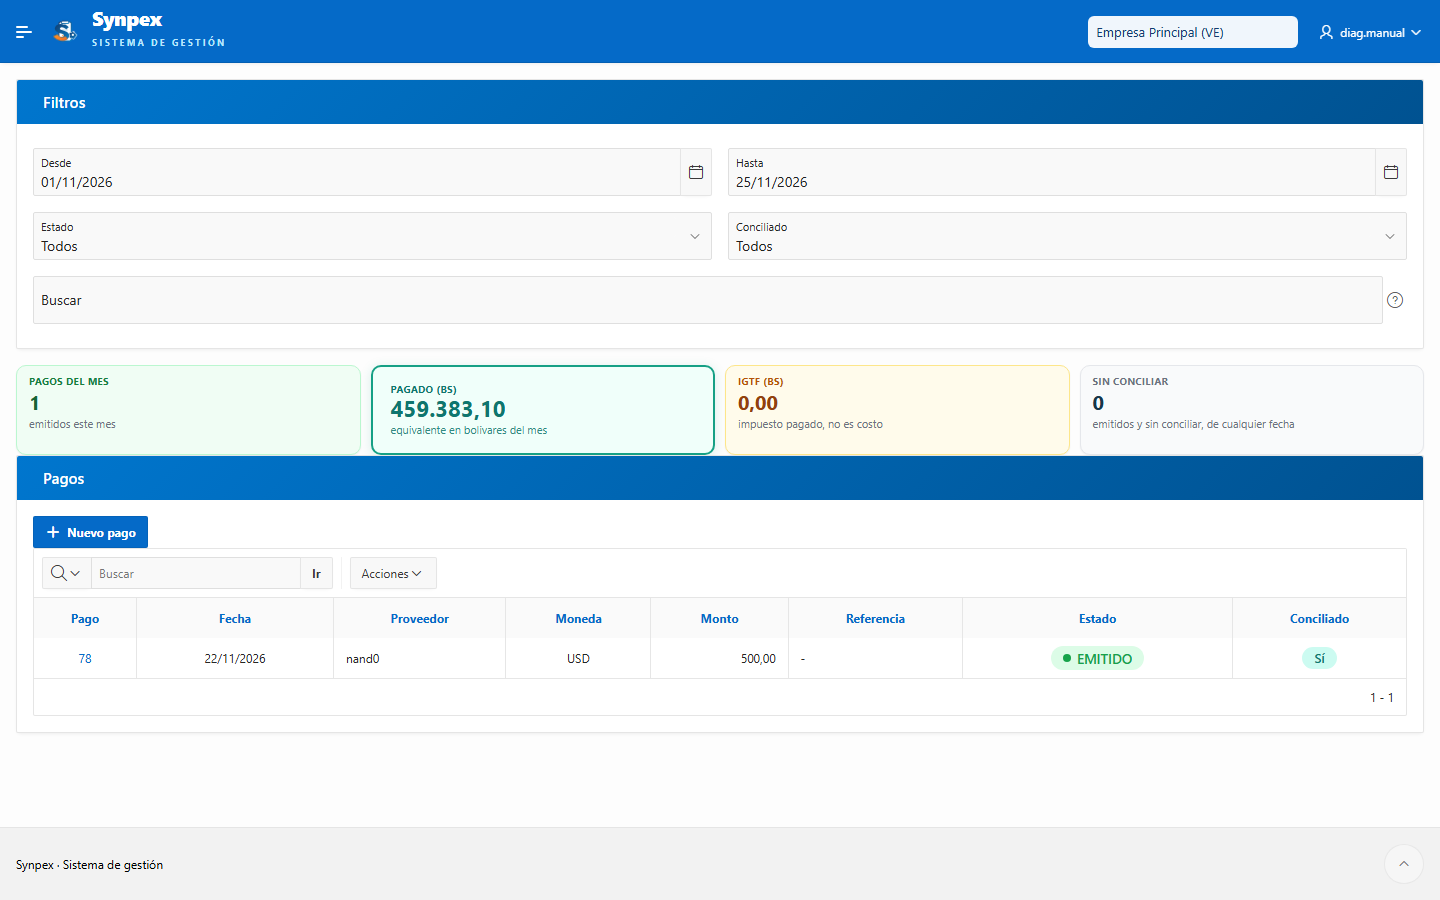 Synpex
SISTEMA DE GESTIÓN
Empresa Principal (VE)
diag.manual
Filtros
Desde
01/11/2026
Hasta
25/11/2026
Estado
Todos
Conciliado
Todos
Buscar
PAGOS DEL MES
1
emitidos este mes
PAGADO (BS)
459.383,10
equivalente en bolivares del mes
IGTF (BS)
0,00
impuesto pagado, no es costo
SIN CONCILIAR
0
emitidos y sin conciliar, de cualquier fecha
Pagos
Nuevo pago
Buscar
Ir
Acciones
Pago Fecha Proveedor Moneda Monto Referencia Estado Conciliado
78 22/11/2026 nand0 USD 500,00 - EMITIDO Sí
1 - 1
Synpex · Sistema de gestión